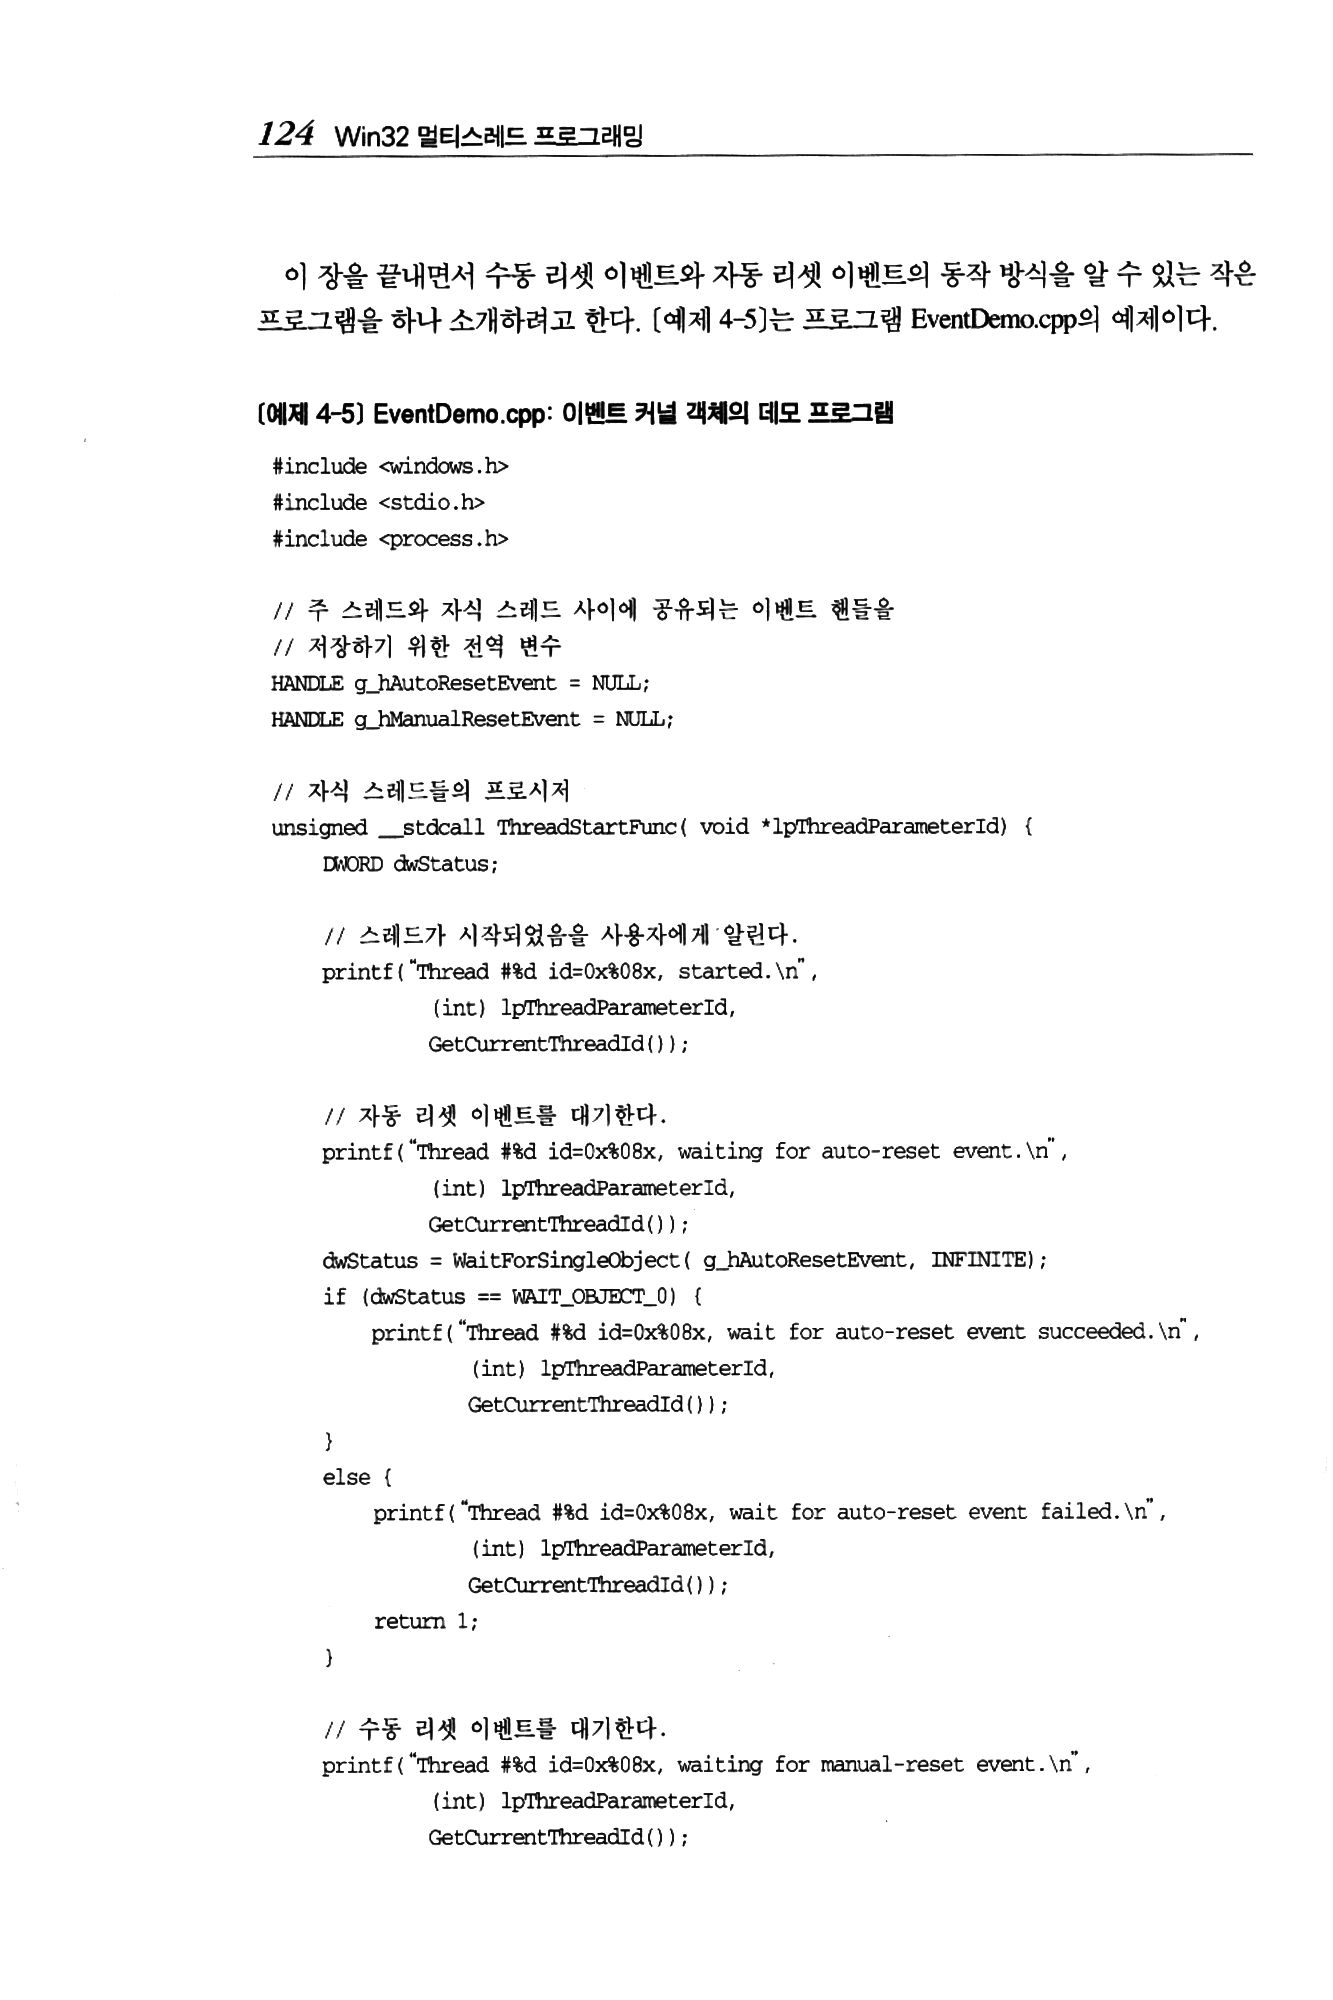 124 Win32 멀티스레드 프로그래밍
이 장을 끝내면서 수동 리셋 이벤트와 자동 리셋 이벤트의 동작 방식을 알 수 있는 작은
프로그램을 하나 소개하려고 한다. [예제 4-5]는 프로그램 EventDemo.cpp의 예제이다.
[예제 4-5] EventDemo.cpp: 이벤트 커널 객체의 데모 프로그램
#include <windows.h>
#include <stdio.h>
#include <process.h>
// 주 스레드와 자식 스레드 사이에 공유되는 이벤트 핸들을
// 저장하기 위한 전역 변수
HANDLE g_hAutoResetEvent = NULL;
HANDLE g_hManualResetEvent = NULL;
// 자식 스레드들의 프로시저
unsigned __stdcall ThreadStartFunc( void *lpThreadParameterId) {
DWORD dwStatus;
// 스레드가 시작되었음을 사용자에게 알린다.
printf("Thread #%d id=0x%08x, started.\n",
(int) lpThreadParameterId,
GetCurrentThreadId());
// 자동 리셋 이벤트를 대기한다.
printf("Thread #%d id=0x%08x, waiting for auto-reset event.\n",
(int) lpThreadParameterId,
GetCurrentThreadId());
dwStatus = WaitForSingleObject( g_hAutoResetEvent, INFINITE);
if (dwStatus == WAIT_OBJECT_0) {
printf("Thread #%d id=0x%08x, wait for auto-reset event succeeded.\n",
(int) lpThreadParameterId,
GetCurrentThreadId());
}
else {
printf("Thread #%d id=0x%08x, wait for auto-reset event failed.\n",
(int) lpThreadParameterId,
GetCurrentThreadId());
return 1;
}
// 수동 리셋 이벤트를 대기한다.
printf("Thread #%d id=0x%08x, waiting for manual-reset event.\n",
(int) lpThreadParameterId,
GetCurrentThreadId());